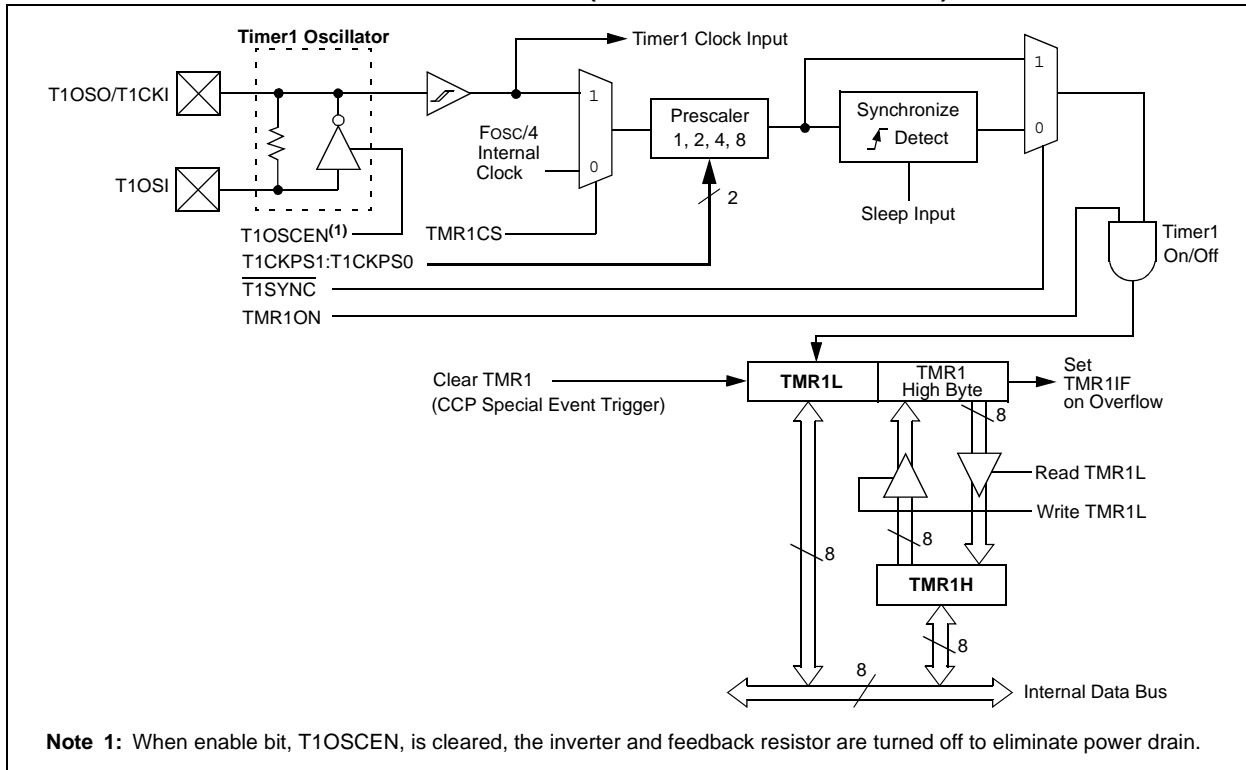 Timer1 Oscillator
Timer1 Clock Input
T1OSO/T1CKI
T1OSI
FOSC/4
Internal
Clock
1
0
Prescaler
1, 2, 4, 8
Synchronize
Detect
1
0
2
Sleep Input
T1OSCEN(1)
TMR1CS
T1CKPS1:T1CKPS0
T1SYNC
TMR1ON
Timer1
On/Off
Clear TMR1
(CCP Special Event Trigger)
TMR1L
TMR1
High Byte
Set
TMR1IF
on Overflow
8
Read TMR1L
Write TMR1L
8
8
TMR1H
8
8
Internal Data Bus
Note 1: When enable bit, T1OSCEN, is cleared, the inverter and feedback resistor are turned off to eliminate power drain.